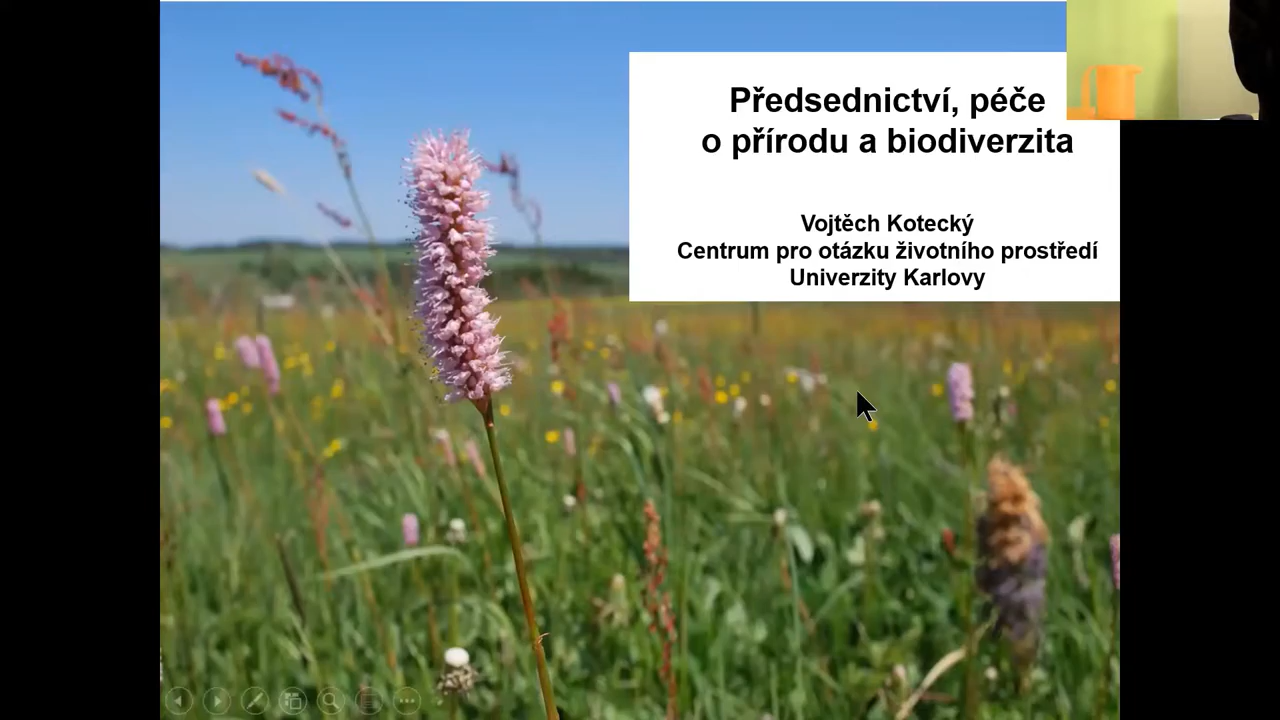 Předsednictví, péče
o přírodu a biodiverzita
Vojtěch Kotecký
Centrum pro otázku životního prostředí
Univerzity Karlovy